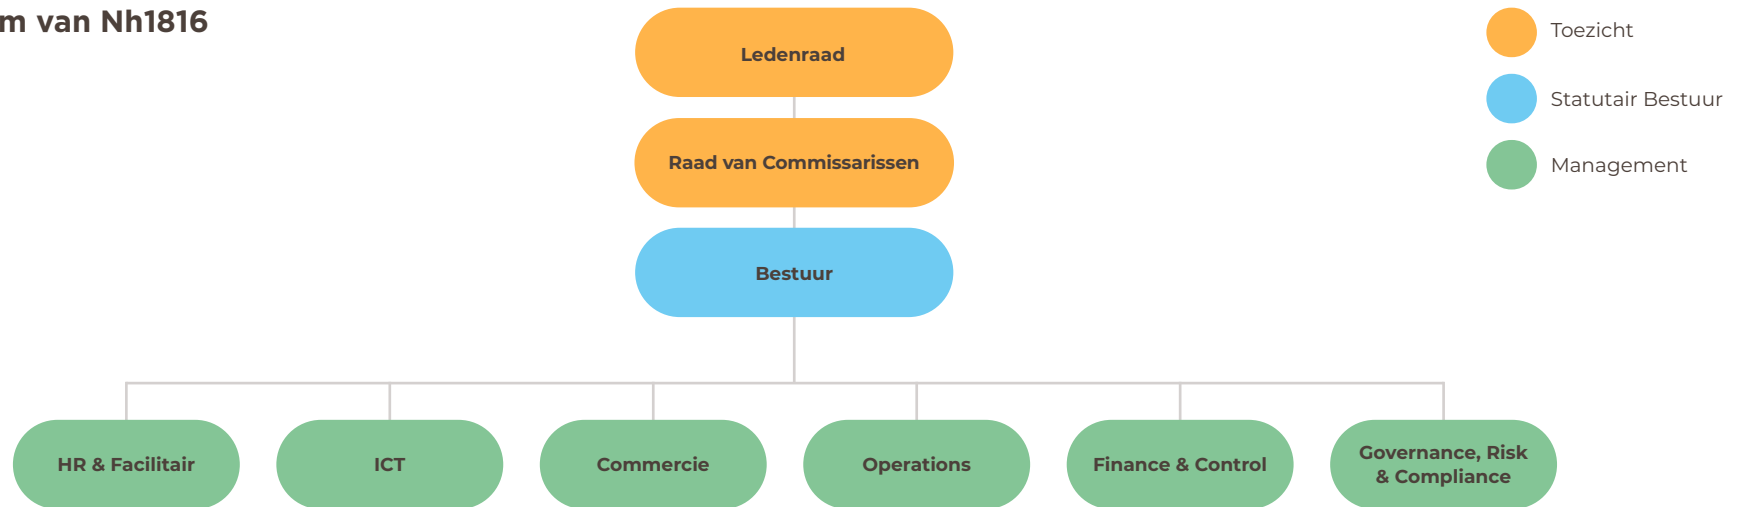 m van Nh1816
Ledenraad
Raad van Commissarissen
Bestuur
HR & Facilitair
ICT
Commercie
Operations
Finance & Control
Governance, Risk
& Compliance
Toezicht
Statutair Bestuur
Management